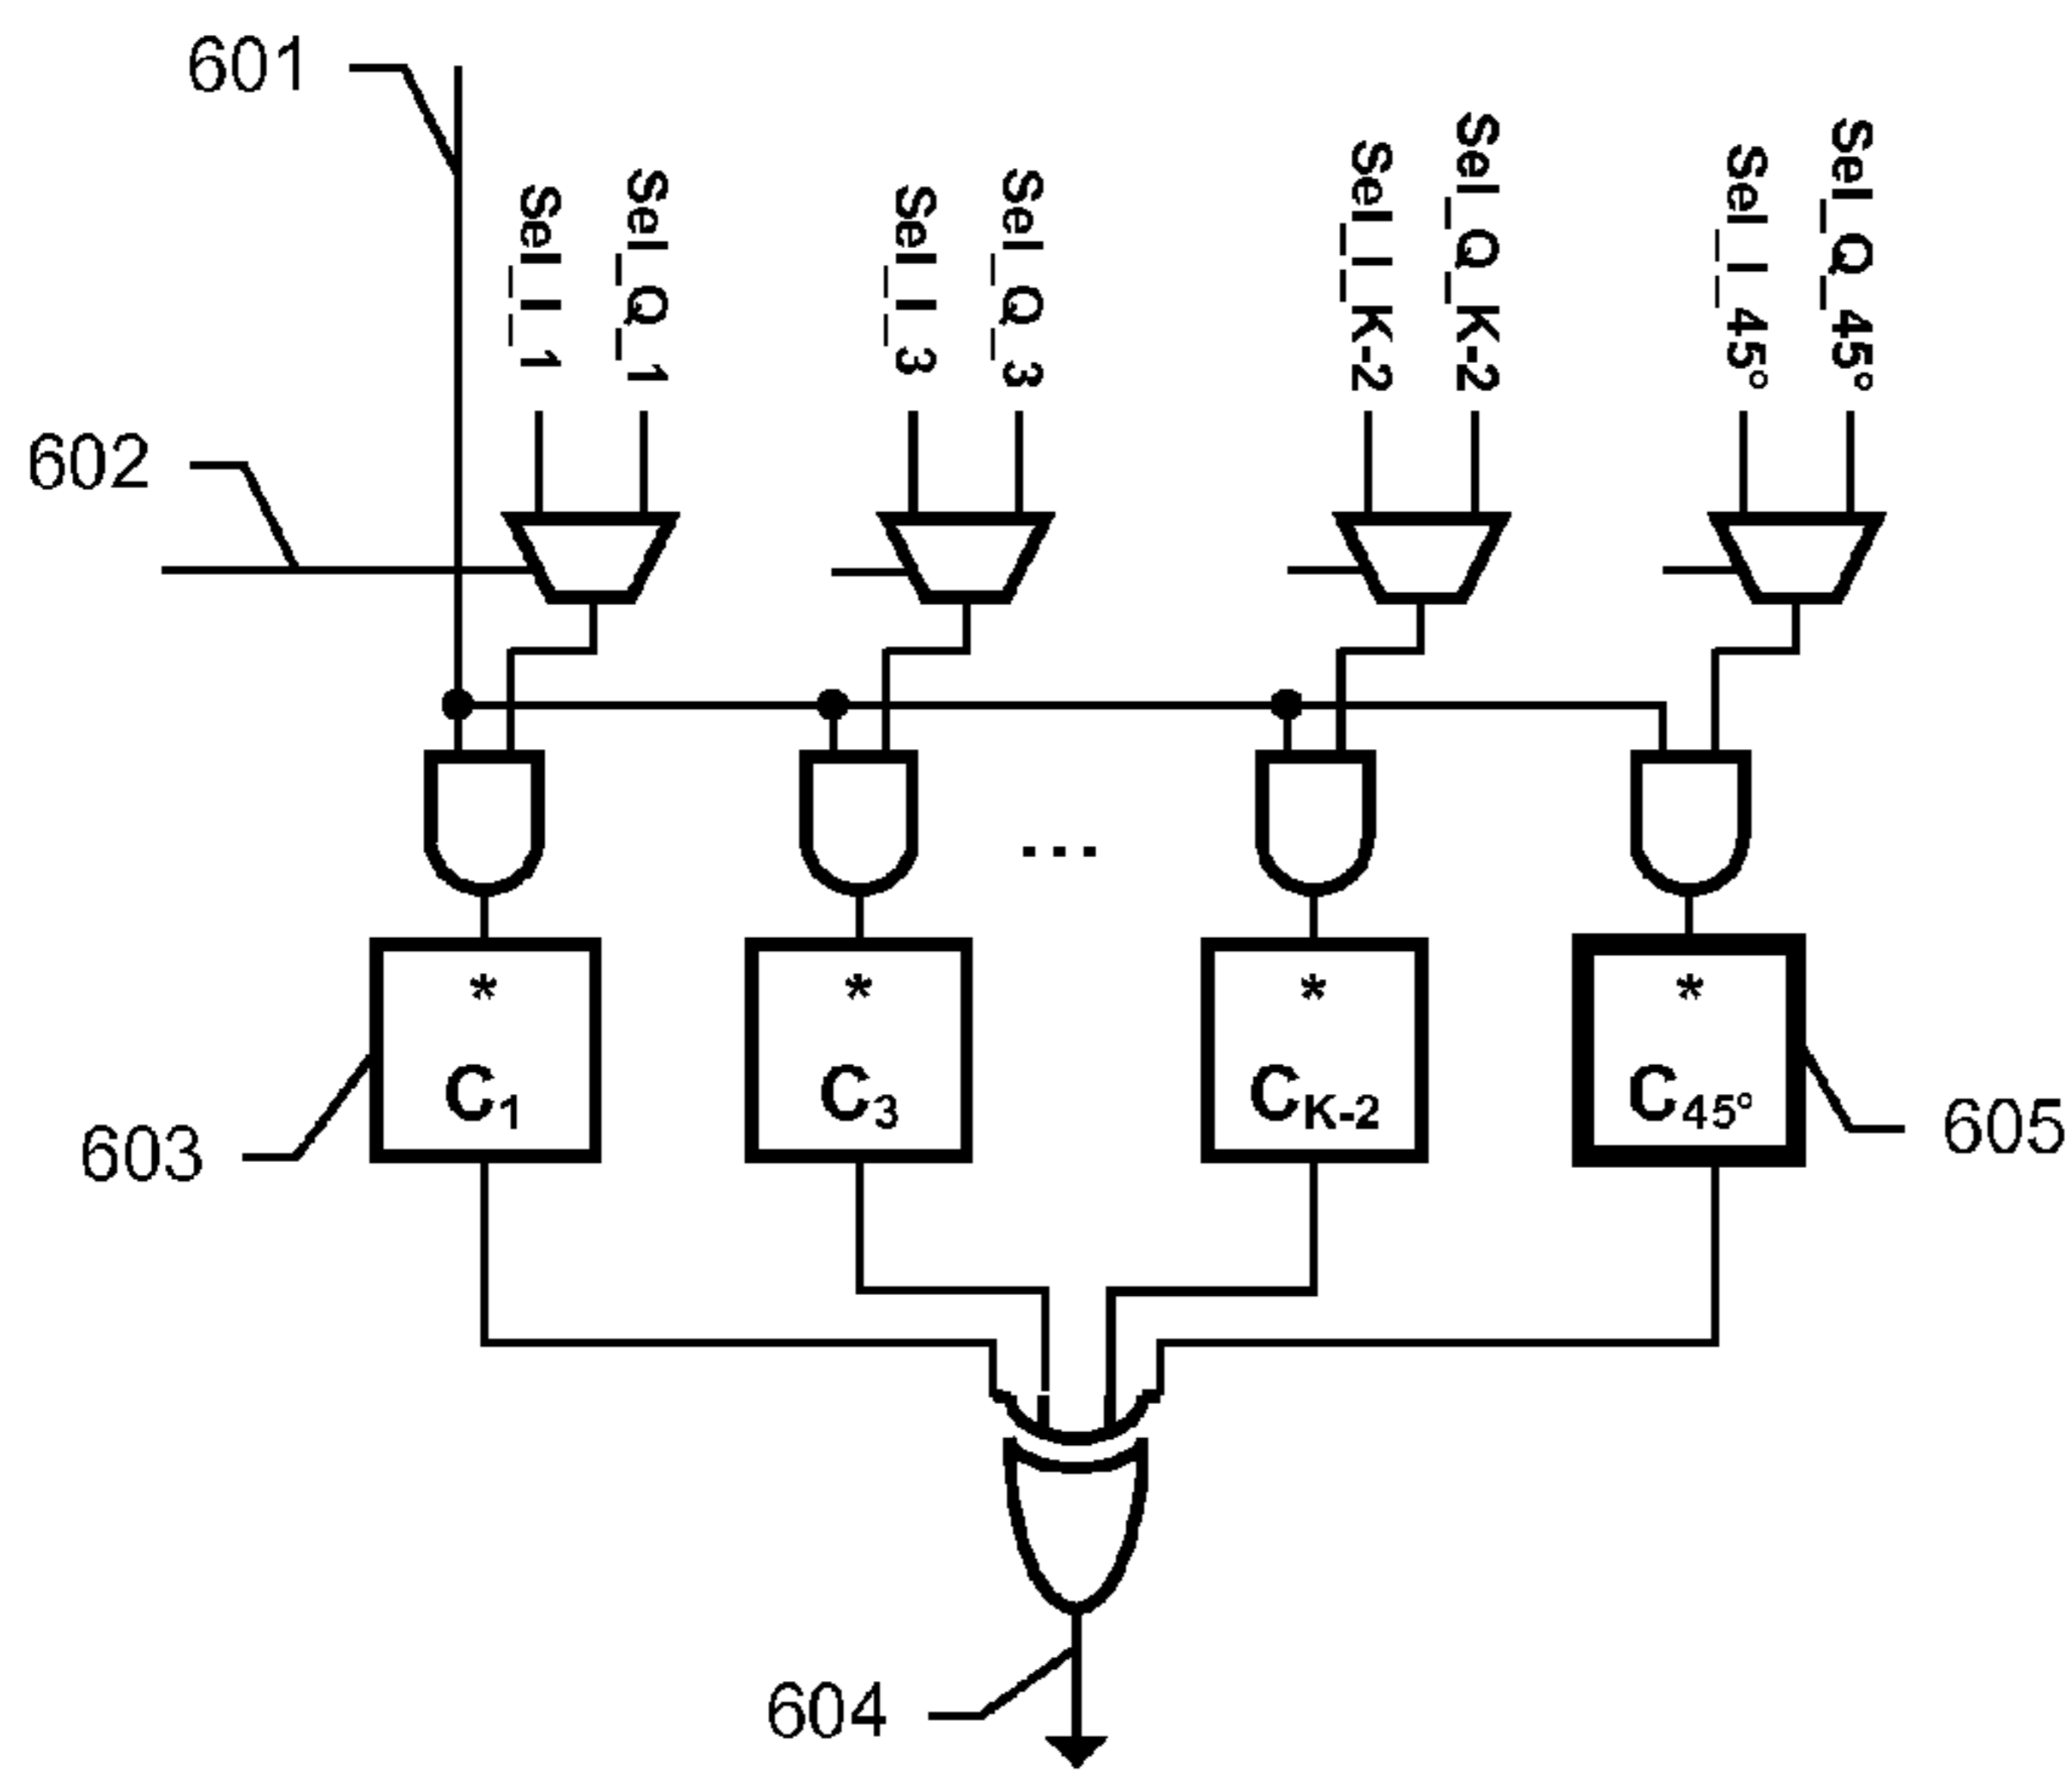 601
Sel_I_1
Sel_Q_1
Sel_I_3
Sel_Q_3
Sel_I_K-2
Sel_Q_K-2
Sel_I_45°
Sel_Q_45°
602
...
*
C1
*
C3
*
CK-2
*
C45°
603
605
604